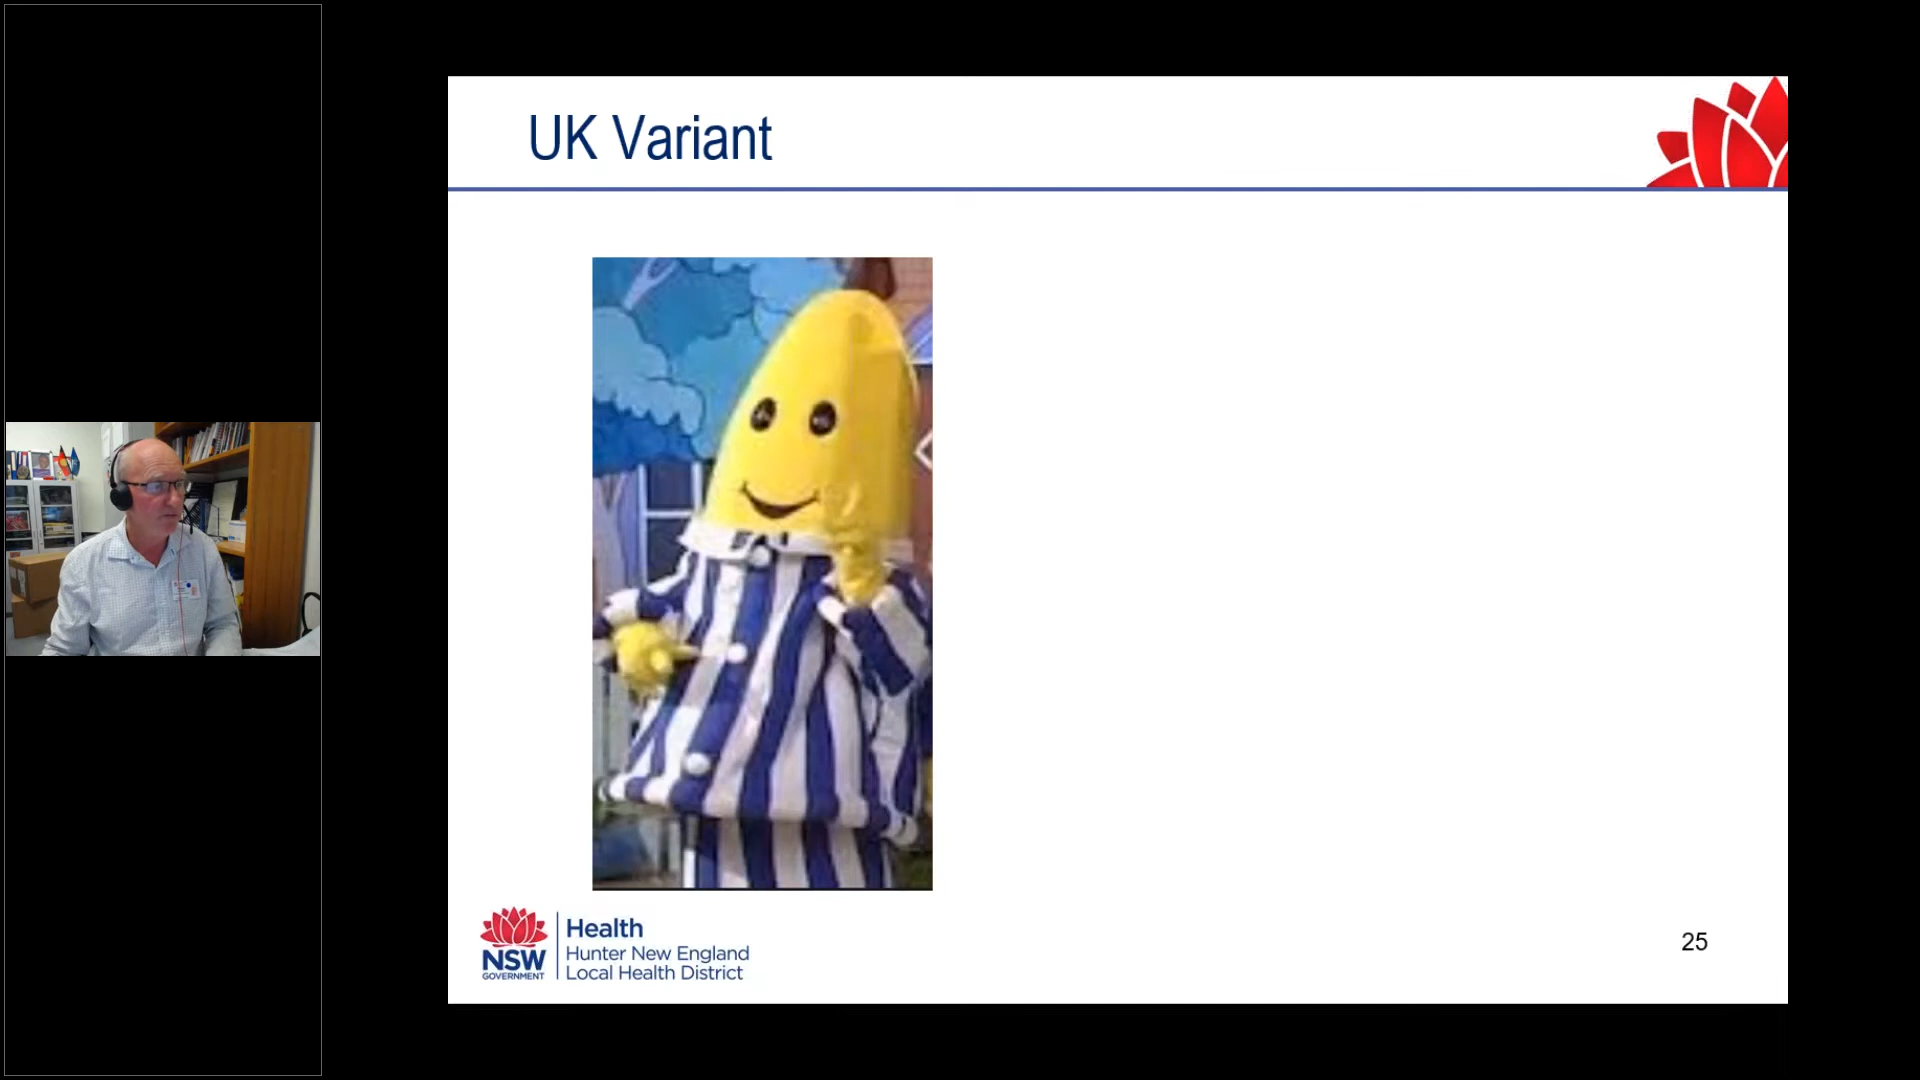 UK Variant
NSW
GOVERNMENT
Health
Hunter New England
Local Health District
25